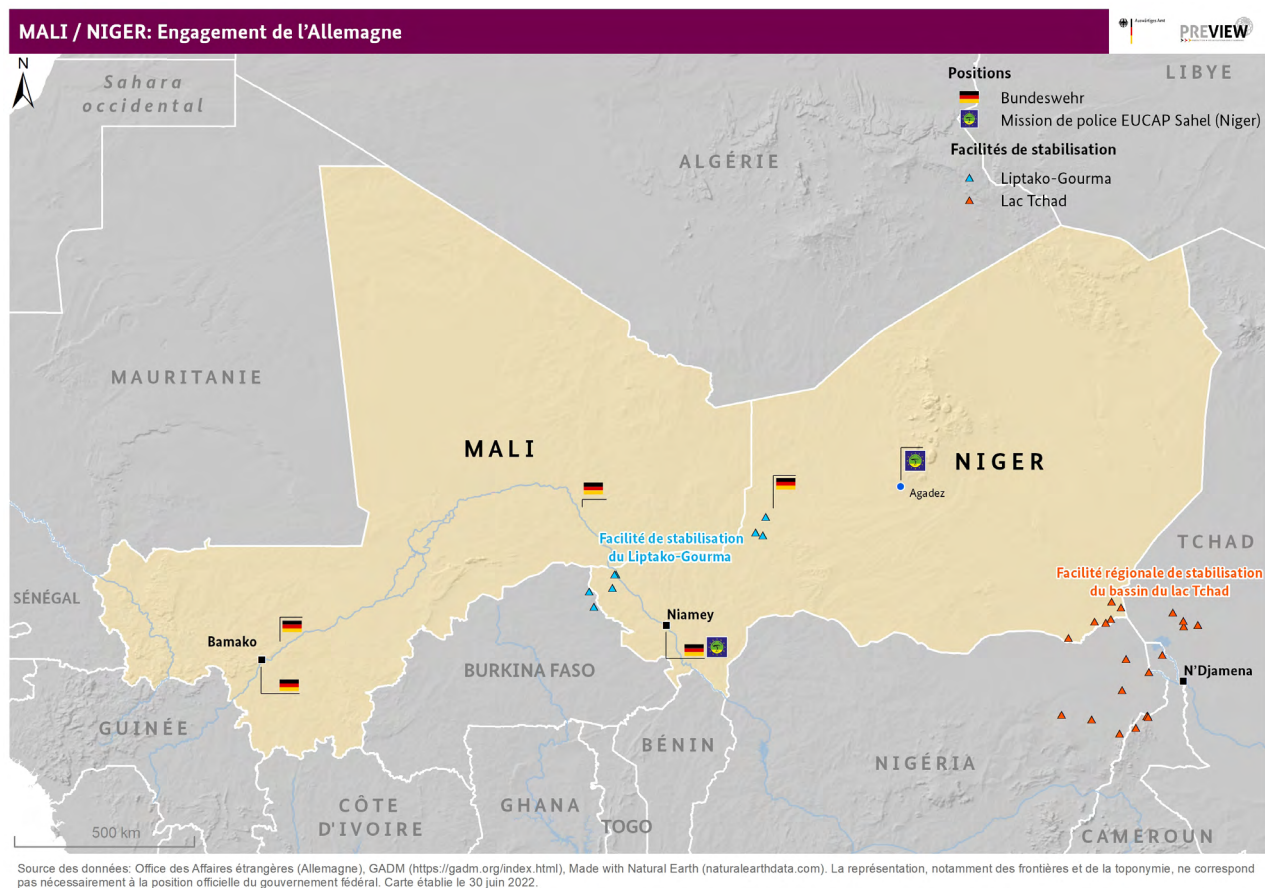 MALI / NIGER: Engagement de l'Allemagne
Auswärtiges Amt
PREVIEW
N
Sahara
occidental
Positions
Bundeswehr
Mission de police EUCAP Sahel (Niger)
Facilités de stabilisation
Liptako-Gourma
Lac Tchad
LIBYE
ALGÉRIE
MAURITANIE
MALI
NIGER
Agadez
Facilité de stabilisation
du Liptako-Gourma
TCHAD
Facilité régionale de stabilisation
du bassin du lac Tchad
SÉNÉGAL
Niamey
Bamako
BURKINA FASO
N'Djamena
GUINÉE
BÉNIN
NIGÉRIA
CÔTE
D'IVOIRE
GHANA
TOGO
CAMEROUN
500 km
Source des données: Office des Affaires étrangères (Allemagne), GADM (https://gadm.org/index.html), Made with Natural Earth (naturalearthdata.com). La représentation, notamment des frontières et de la toponymie, ne correspond
pas nécessairement à la position officielle du gouvernement fédéral. Carte établie le 30 juin 2022.